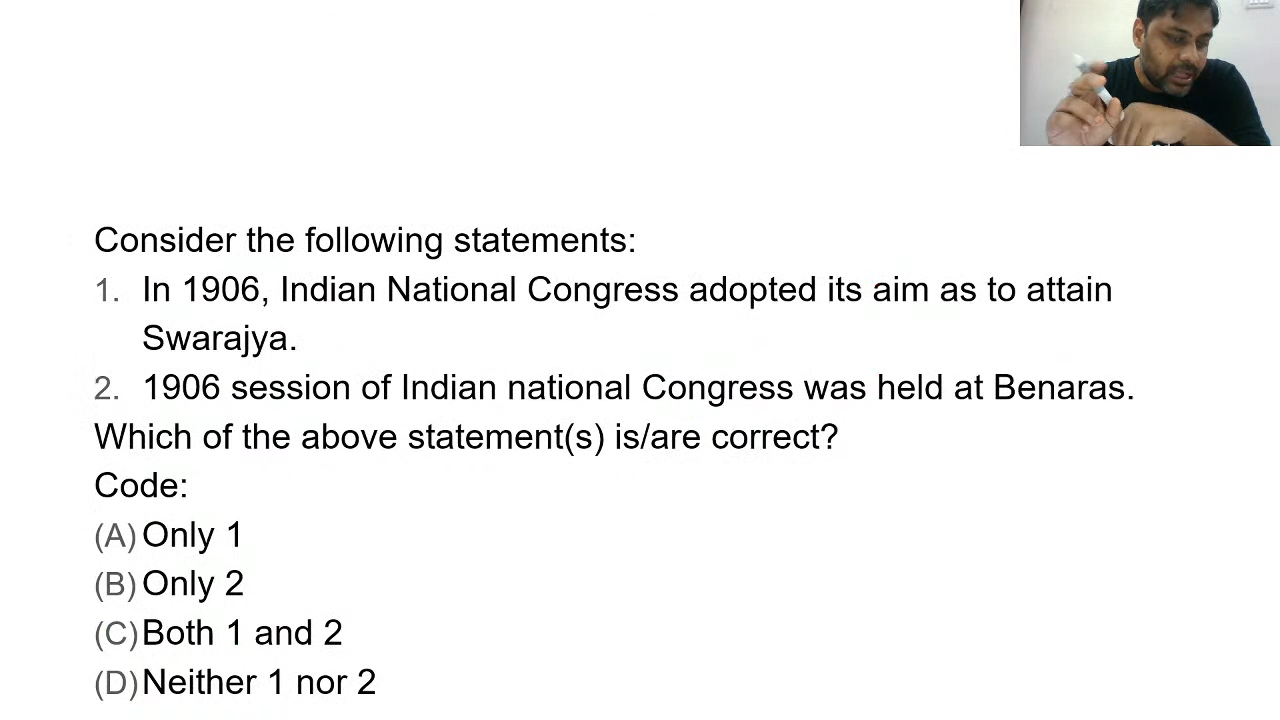 Consider the following statements:
1. In 1906, Indian National Congress adopted its aim as to attain
Swarajya.
2. 1906 session of Indian national Congress was held at Benaras.
Which of the above statement(s) is/are correct?
Code:
(A) Only 1
(B) Only 2
(C) Both 1 and 2
(D) Neither 1 nor 2